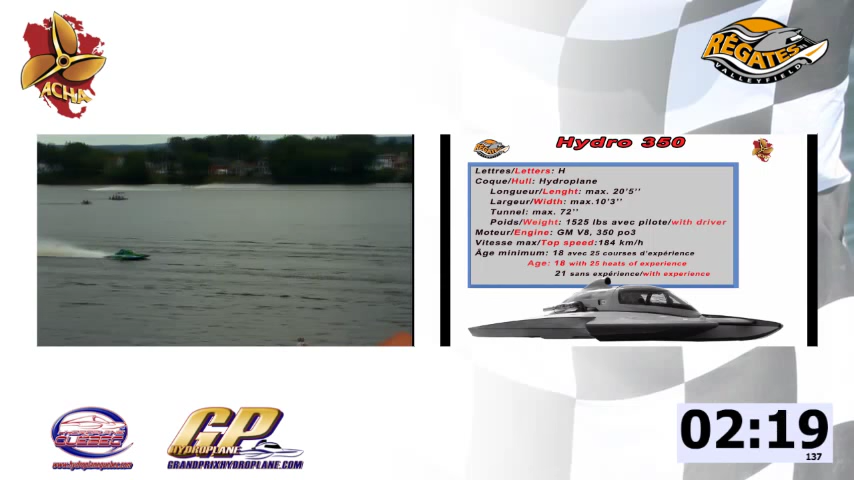 ACHA
RÉGATES
VALLEYFIELD
RÉGATES
Hydro 350
Lettres/Letters: H
Coque/Hull: Hydroplane
Longueur/Lenght: max. 20'5''
Largeur/Width: max.10'3''
Tunnel: max. 72''
Poids/Weight: 1525 lbs avec pilote/with driver
Moteur/Engine: GM V8, 350 po3
Vitesse max/Top speed:184 km/h
Âge minimum: 18 avec 25 courses d'expérience
Age: 18 with 25 heats of experience
21 sans expérience/with experience
GP
HYDROPLANE
GRANDPRIXHYDROPLANE.COM
02:19
137